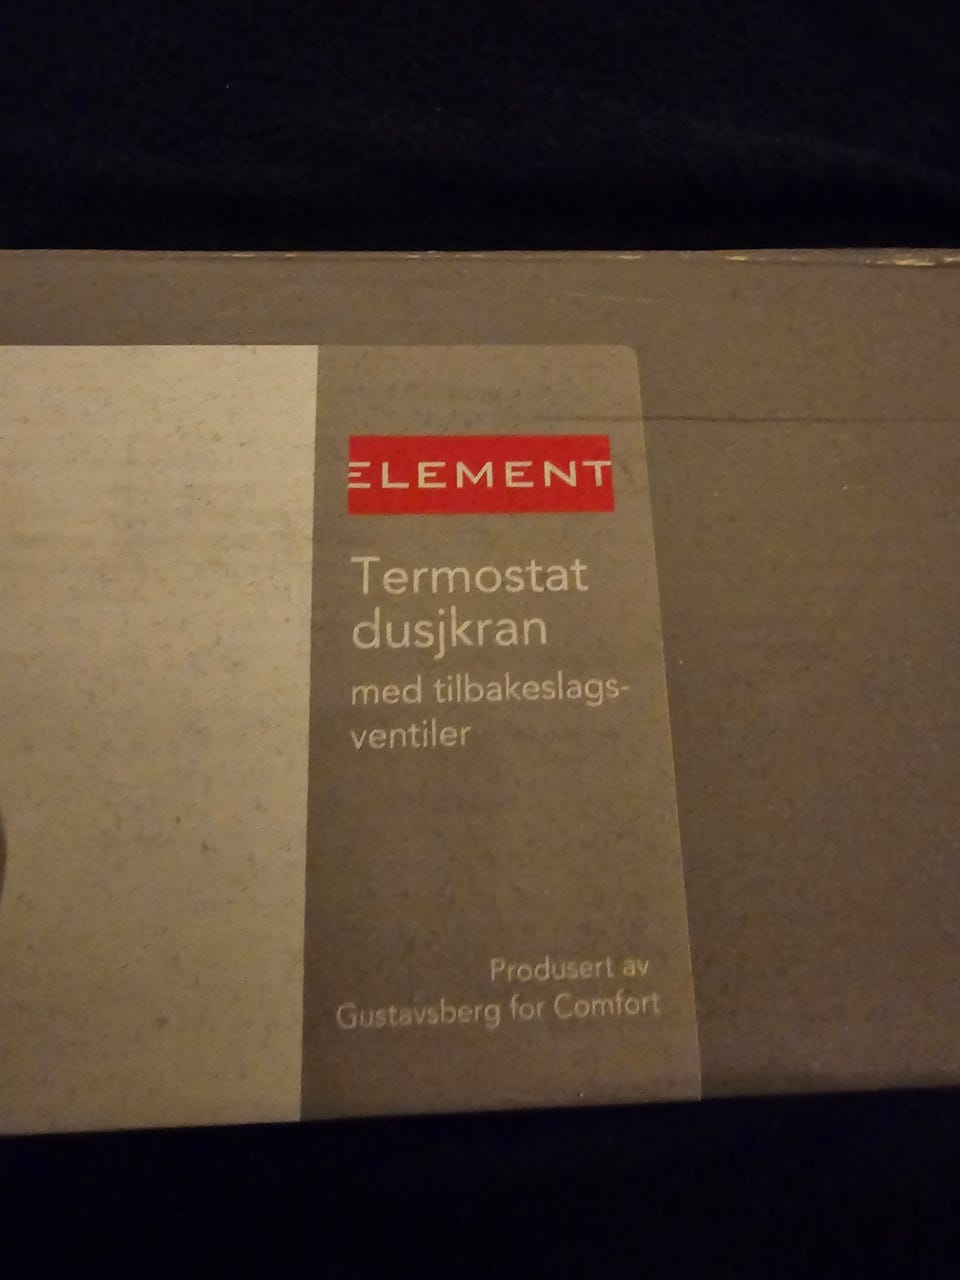 ELEMENT
Termostat
dusjkran
med tilbakeslags-
ventiler
Produsert av
Gustavsberg for Comfort